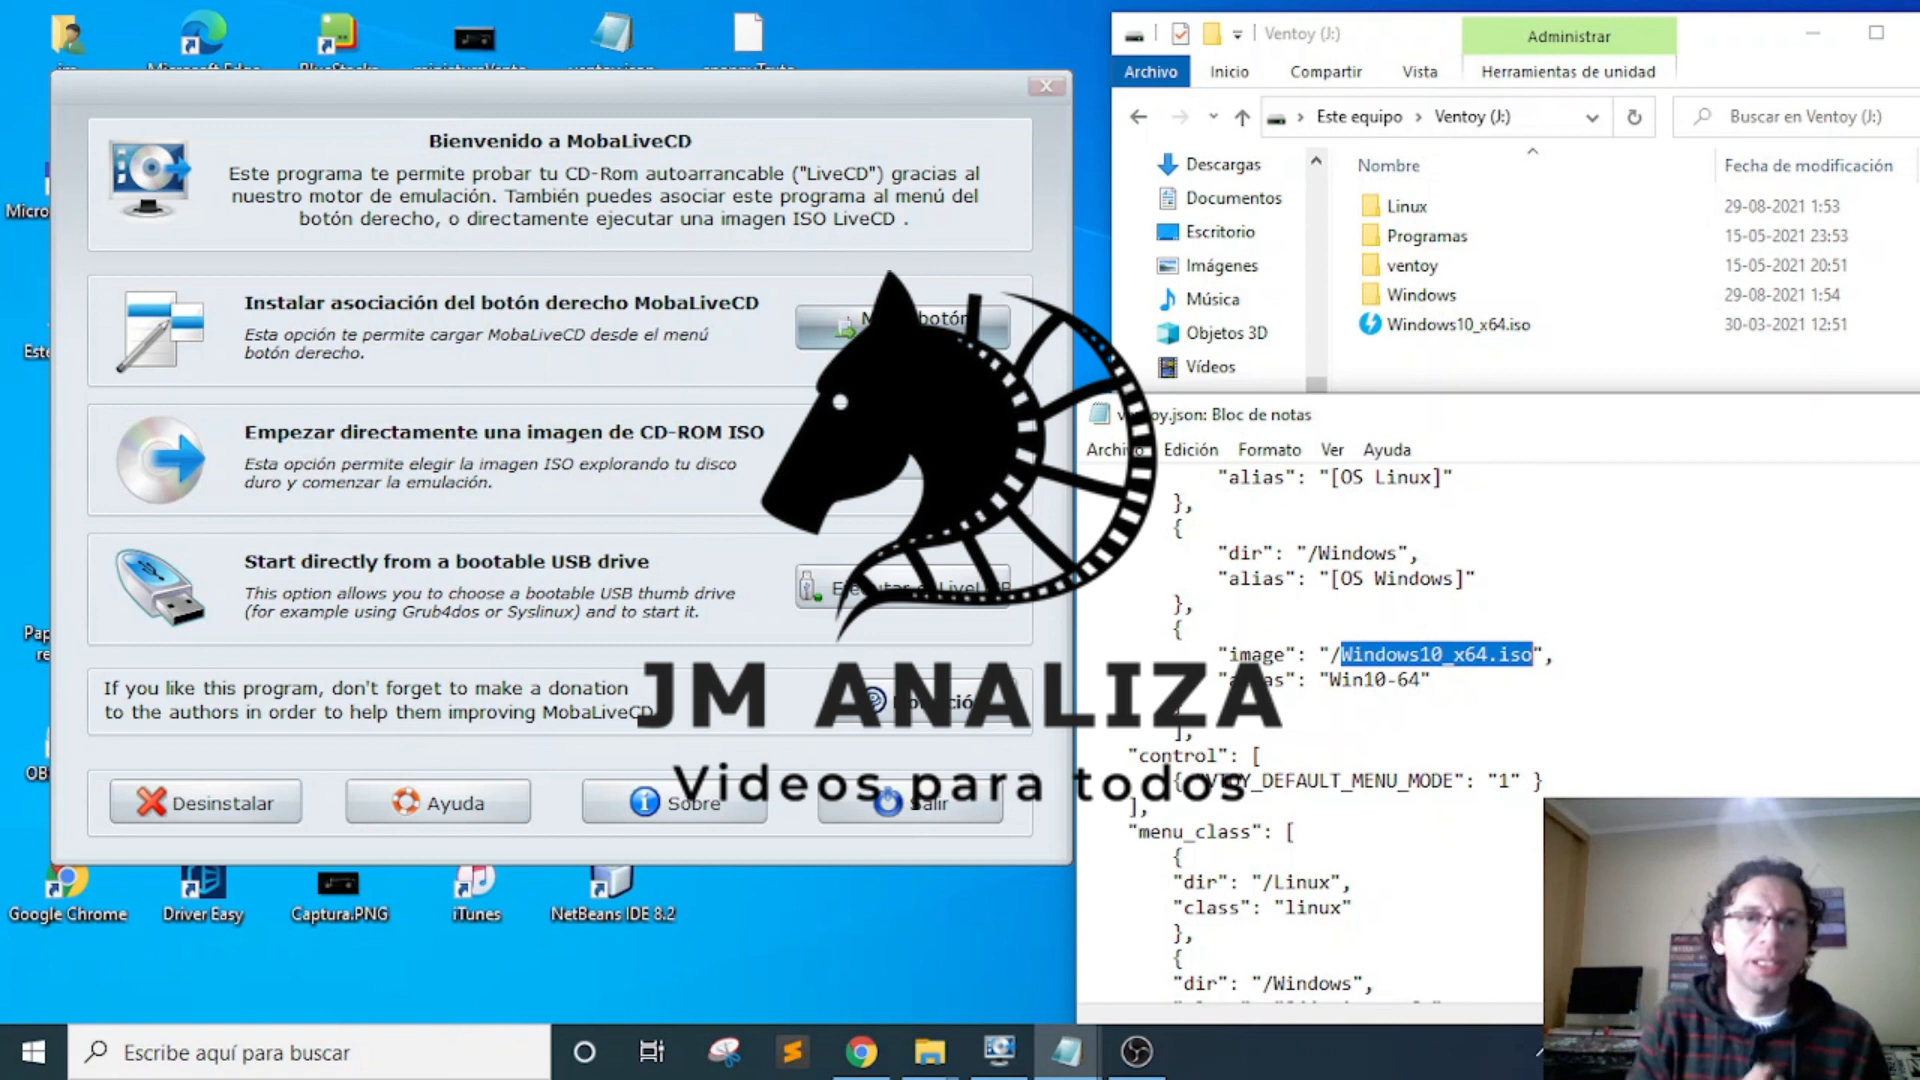 Ventoy (J:)
Administrar
Archivo
Inicio
Compartir
Vista
Herramientas de unidad
Este equipo
Ventoy (J:)
Buscar en Ventoy (J:)
Descargas
Documentos
Escritorio
Imágenes
Música
Objetos 3D
Vídeos
Nombre
Fecha de modificación
Linux
29-08-2021 1:53
Programas
15-05-2021 23:53
ventoy
15-05-2021 20:51
Windows
29-08-2021 1:54
Windows10_x64.iso
30-03-2021 12:51
Bienvenido a MobaLiveCD
Este programa te permite probar tu CD-Rom autoarrancable ("LiveCD") gracias al
nuestro motor de emulación. También puedes asociar este programa al menú del
botón derecho, o directamente ejecutar una imagen ISO LiveCD .
Instalar asociación del botón derecho MobaLiveCD
Esta opción te permite cargar MobaLiveCD desde el menú
botón derecho.
botón
Empezar directamente una imagen de CD-ROM ISO
Esta opción permite elegir la imagen ISO explorando tu disco
duro y comenzar la emulación.
Start directly from a bootable USB drive
This option allows you to choose a bootable USB thumb drive
(for example using Grub4dos or Syslinux) and to start it.
If you like this program, don't forget to make a donation
to the authors in order to help them improving MobaLiveCD
Desinstalar
Ayuda
Sobre
Salir
JM ANALIZA
Videos para todos
json: Bloc de notas
Archivo
Edición
Formato
Ver
Ayuda
"alias": "[OS Linux]"
},
{
"dir": "/Windows",
"alias": "[OS Windows]"
},
{
"image": "/Windows10_x64.iso",
"Win10-64"
],
"control": [
{ "VTOY_DEFAULT_MENU_MODE": "1" }
],
"menu_class": [
{
"dir": "/Linux",
"class": "linux"
},
{
"dir": "/Windows",
Google Chrome
Driver Easy
Captura.PNG
iTunes
NetBeans IDE 8.2
Escribe aquí para buscar